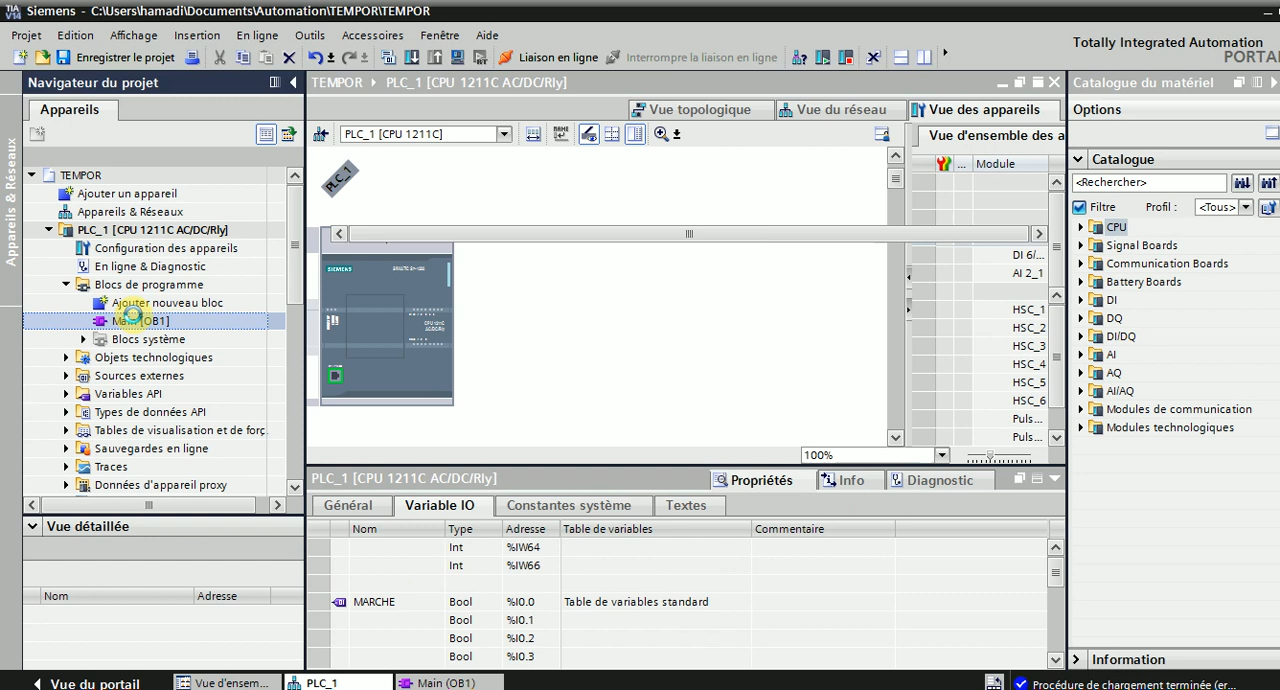 TIA V14 Siemens - C:\Users\hamadi\Documents\Automation\TEMPOR\TEMPOR
Projet Edition Affichage Insertion En ligne Outils Accessoires Fenêtre Aide
Enregistrer le projet Liaison en ligne Interrompre la liaison en ligne
Totally Integrated Automation
PORTAL
Navigateur du projet
TEMPOR PLC_1 [CPU 1211C AC/DC/Rly]
Catalogue du matériel
Appareils
Vue topologique Vue du réseau Vue des appareils
Options
PLC_1 [CPU 1211C]
Vue d'ensemble des a
... Module
Appareils & Réseaux
PLC_1
TEMPOR
Ajouter un appareil
Appareils & Réseaux
PLC_1 [CPU 1211C AC/DC/Rly]
Configuration des appareils
En ligne & Diagnostic
Blocs de programme
Ajouter nouveau bloc
Main [OB1]
Blocs système
Objets technologiques
Sources externes
Variables API
Types de données API
Tables de visualisation et de forç.
Sauvegardes en ligne
Traces
Données d'appareil proxy
SIEMENS
CPU 1211C
AC/DC/Rly
DI 6/...
AI 2_1
HSC_1
HSC_2
HSC_3
HSC_4
HSC_5
HSC_6
Puls...
Puls...
100%
Catalogue
<Rechercher>
Filtre Profil : <Tous>
CPU
Signal Boards
Communication Boards
Battery Boards
DI
DQ
DI/DQ
AI
AQ
AI/AQ
Modules de communication
Modules technologiques
Information
Vue détaillée
Nom Adresse
PLC_1 [CPU 1211C AC/DC/Rly]
Propriétés Info Diagnostic
Général Variable IO Constantes système Textes
Nom Type Adresse Table de variables Commentaire
Int %IW64
Int %IW66
MARCHE Bool %I0.0 Table de variables standard
Bool %I0.1
Bool %I0.2
Bool %I0.3
Vue du portail Vue d'ensem... PLC_1 Main (OB1)
Procédure de chargement terminée (er...